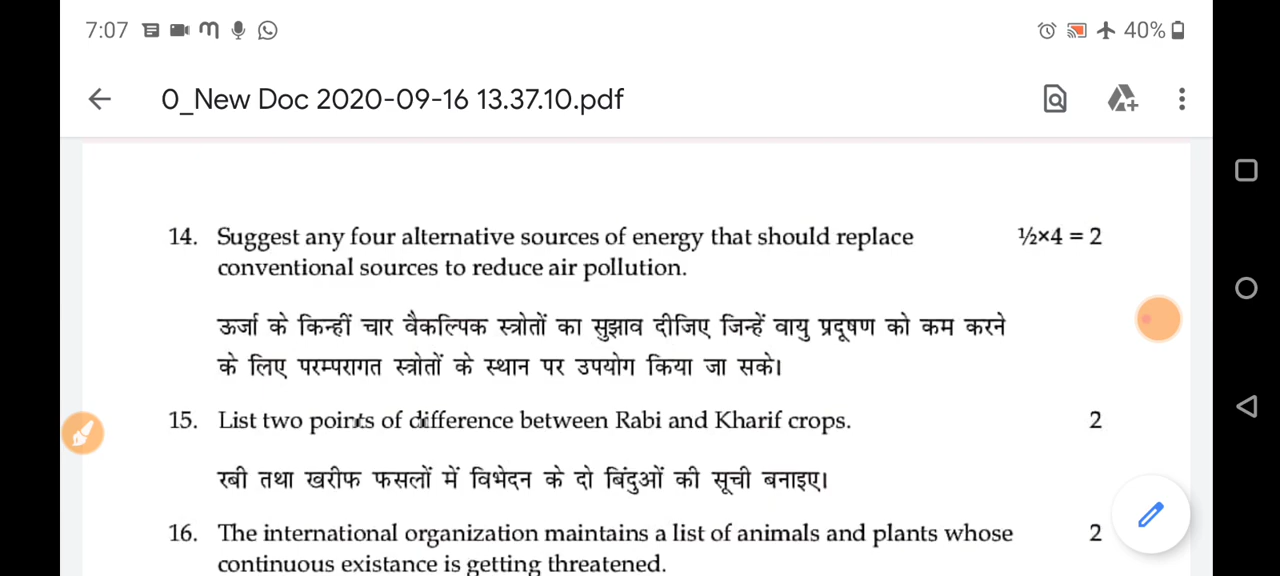 7:07 40%
0_New Doc 2020-09-16 13.37.10.pdf
14. Suggest any four alternative sources of energy that should replace ½×4 = 2
conventional sources to reduce air pollution.
ऊर्जा के किन्हीं चार वैकल्पिक स्त्रोतों का सुझाव दीजिए जिन्हें वायु प्रदूषण को कम करने
के लिए परम्परागत स्त्रोतों के स्थान पर उपयोग किया जा सके।
15. List two points of difference between Rabi and Kharif crops. 2
रबी तथा खरीफ फसलों में विभेदन के दो बिंदुओं की सूची बनाइए।
16. The international organization maintains a list of animals and plants whose 2
continuous existance is getting threatened.